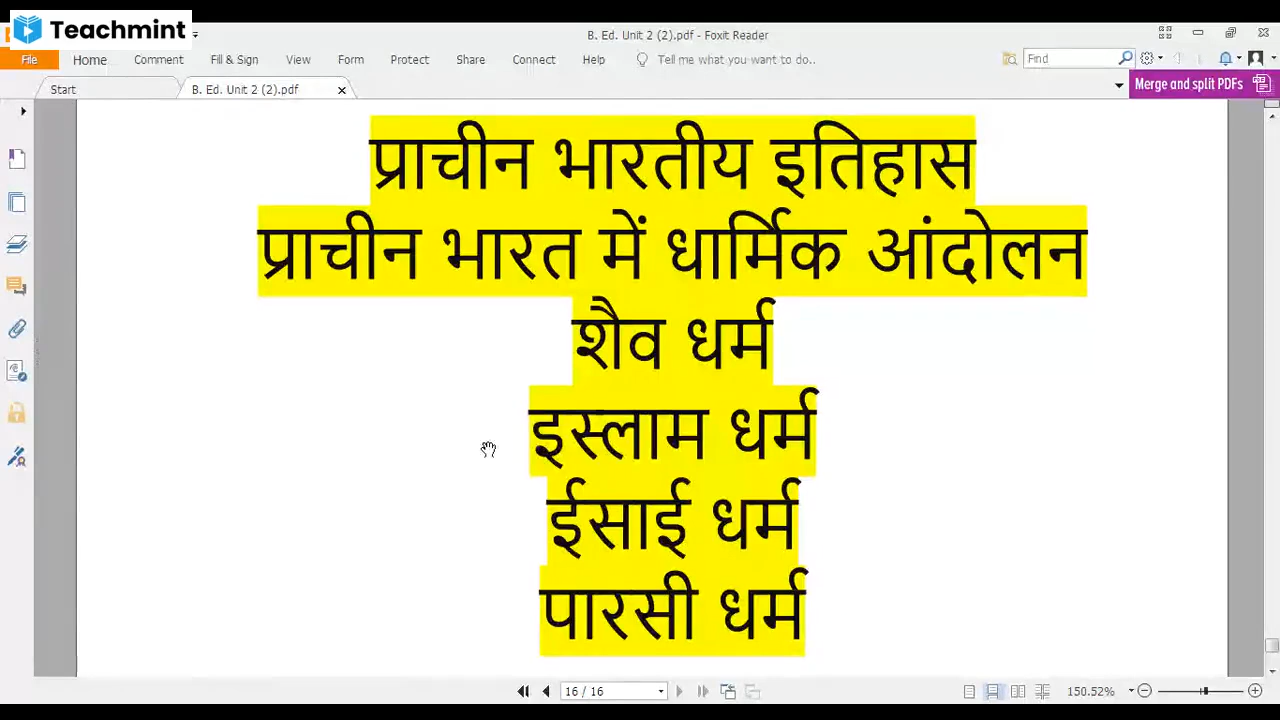 Teachmint
B. Ed. Unit 2 (2).pdf - Foxit Reader
File Home Comment Fill & Sign View Form Protect Share Connect Help Tell me what you want to do.. Find
Start B. Ed. Unit 2 (2).pdf Merge and split PDFs
प्राचीन भारतीय इतिहास
प्राचीन भारत में धार्मिक आंदोलन
शैव धर्म
इस्लाम धर्म
ईसाई धर्म
पारसी धर्म
16 / 16 150.52%